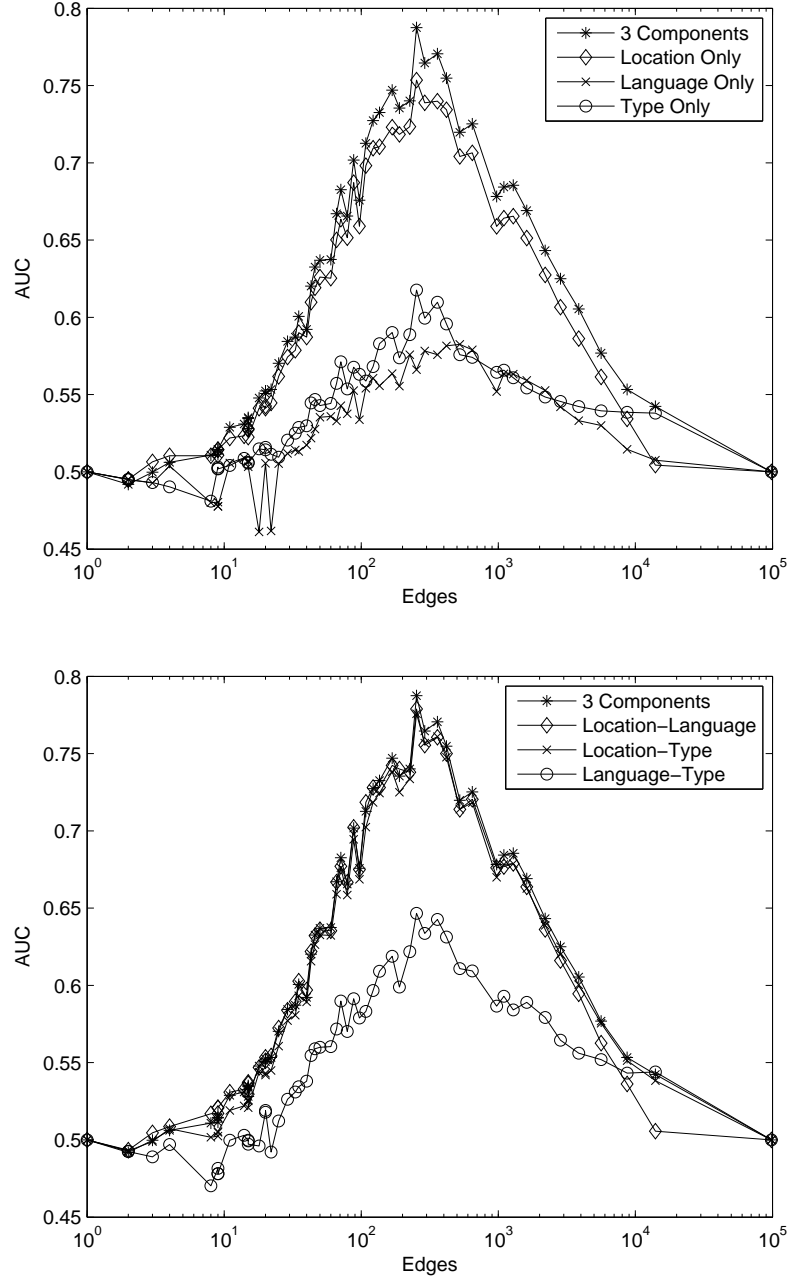 0.8
0.75
0.7
0.65
0.6
0.55
0.5
0.45
AUC
10^0
10^1
10^2
10^3
10^4
10^5
Edges
3 Components
Location Only
Language Only
Type Only
0.8
0.75
0.7
0.65
0.6
0.55
0.5
0.45
AUC
10^0
10^1
10^2
10^3
10^4
10^5
Edges
3 Components
Location−Language
Location−Type
Language−Type